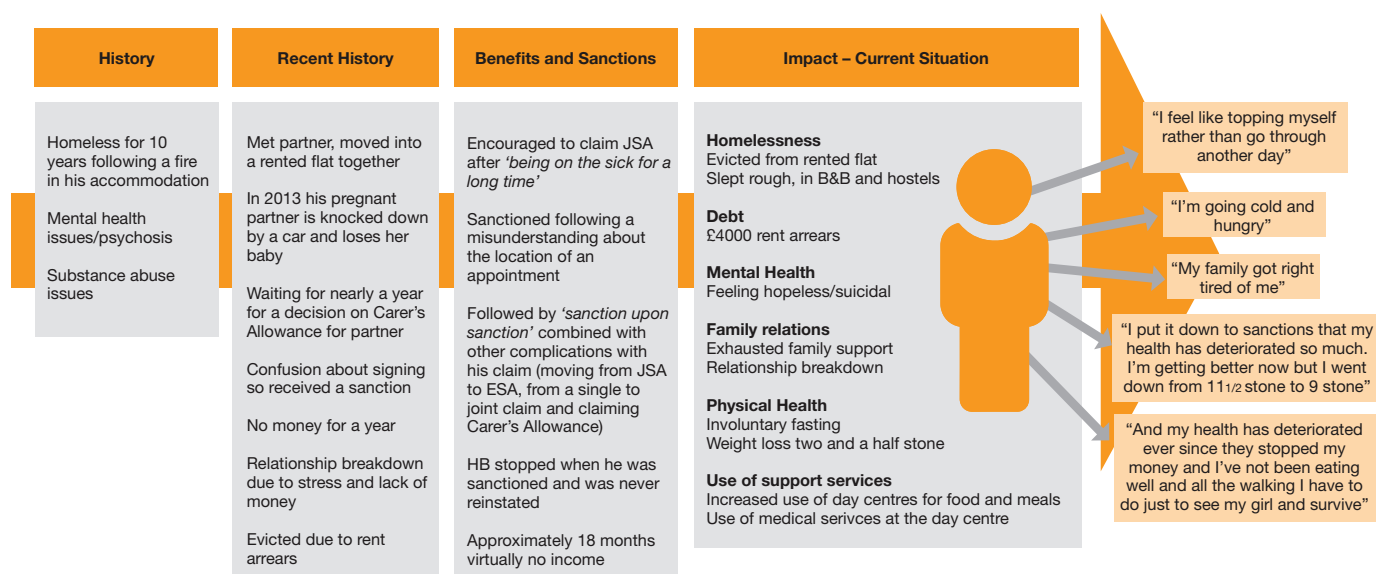 History
Homeless for 10
years following a fire
in his accommodation
Mental health
issues/psychosis
Substance abuse
issues
Recent History
Met partner, moved into
a rented flat together
In 2013 his pregnant
partner is knocked down
by a car and loses her
baby
Waiting for nearly a year
for a decision on Carer’s
Allowance for partner
Confusion about signing
so received a sanction
No money for a year
Relationship breakdown
due to stress and lack of
money
Evicted due to rent
arrears
Benefits and Sanctions
Encouraged to claim JSA
after ‘being on the sick for a
long time’
Sanctioned following a
misunderstanding about
the location of an
appointment
Followed by ‘sanction upon
sanction’ combined with
other complications with
his claim (moving from JSA
to ESA, from a single to
joint claim and claiming
Carer’s Allowance)
HB stopped when he was
sanctioned and was never
reinstated
Approximately 18 months
virtually no income
Impact – Current Situation
Homelessness
Evicted from rented flat
Slept rough, in B&B and hostels
Debt
£4000 rent arrears
Mental Health
Feeling hopeless/suicidal
Family relations
Exhausted family support
Relationship breakdown
Physical Health
Involuntary fasting
Weight loss two and a half stone
Use of support services
Increased use of day centres for food and meals
Use of medical serivces at the day centre
“I feel like topping myself
rather than go through
another day”
“I’m going cold and
hungry”
“My family got right
tired of me”
“I put it down to sanctions that my
health has deteriorated so much.
I’m getting better now but I went
down from 11 1/2 stone to 9 stone”
“And my health has deteriorated
ever since they stopped my
money and I’ve not been eating
well and all the walking I have to
do just to see my girl and survive”